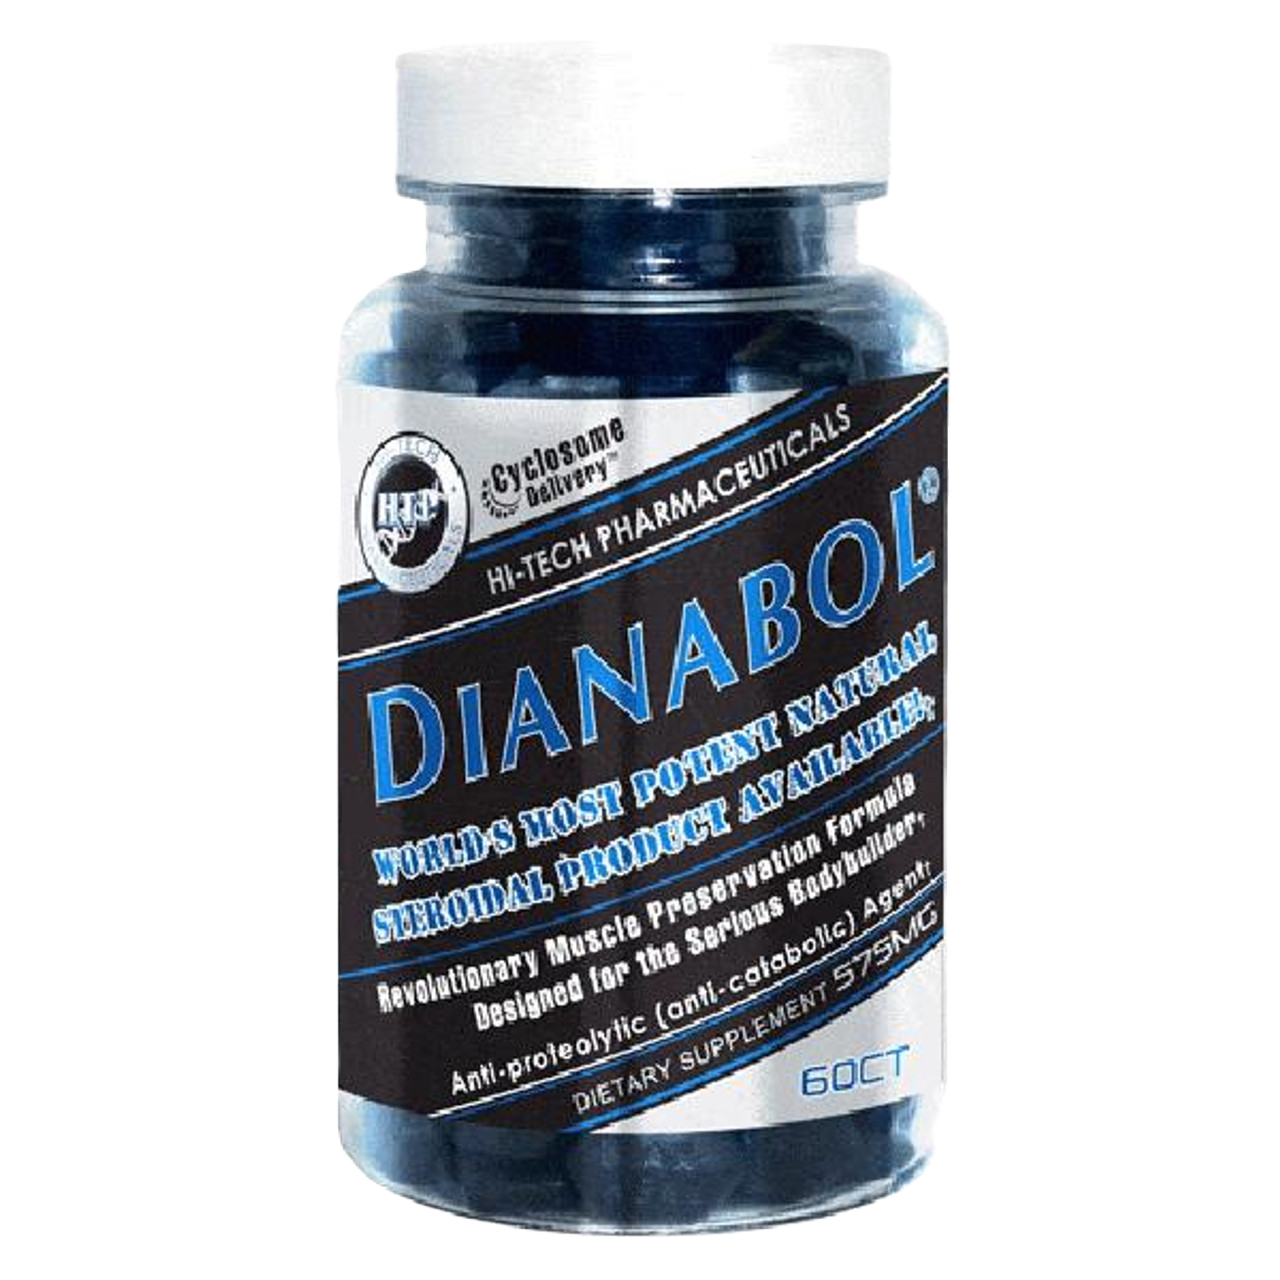 Cyclosome
Delivery™
TECH
H.T.P.
HI-TECH PHARMACEUTICALS
DIANABOL®
WORLD'S MOST POTENT NATURAL
STEROIDAL PRODUCT AVAILABLE!†
Revolutionary Muscle Preservation Formula
Designed for the Serious Bodybuilder†
Anti-proteolytic (anti-catabolic) Agent†
DIETARY SUPPLEMENT 575MG
60CT